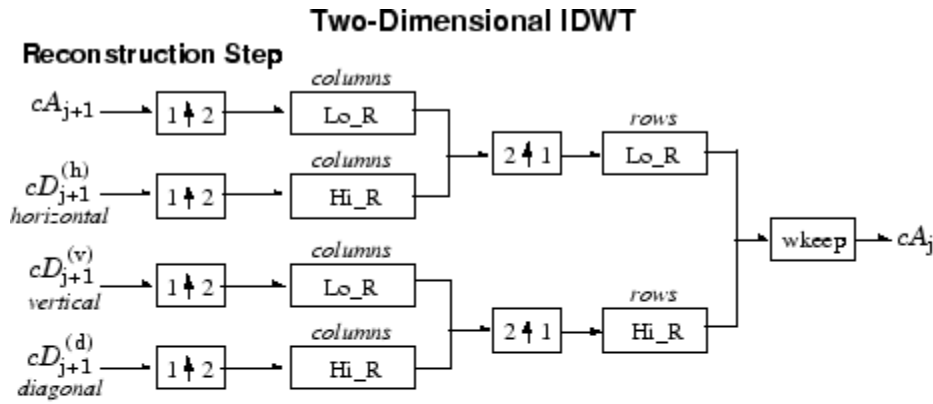 Two-Dimensional IDWT
Reconstruction Step
columns
cA j+1
1 2
Lo_R
rows
columns
2 1
Lo_R
cD j+1 (h)
1 2
Hi_R
horizontal
wkeep
cA j
columns
cD j+1 (v)
1 2
Lo_R
vertical
rows
columns
2 1
Hi_R
cD j+1 (d)
1 2
Hi_R
diagonal